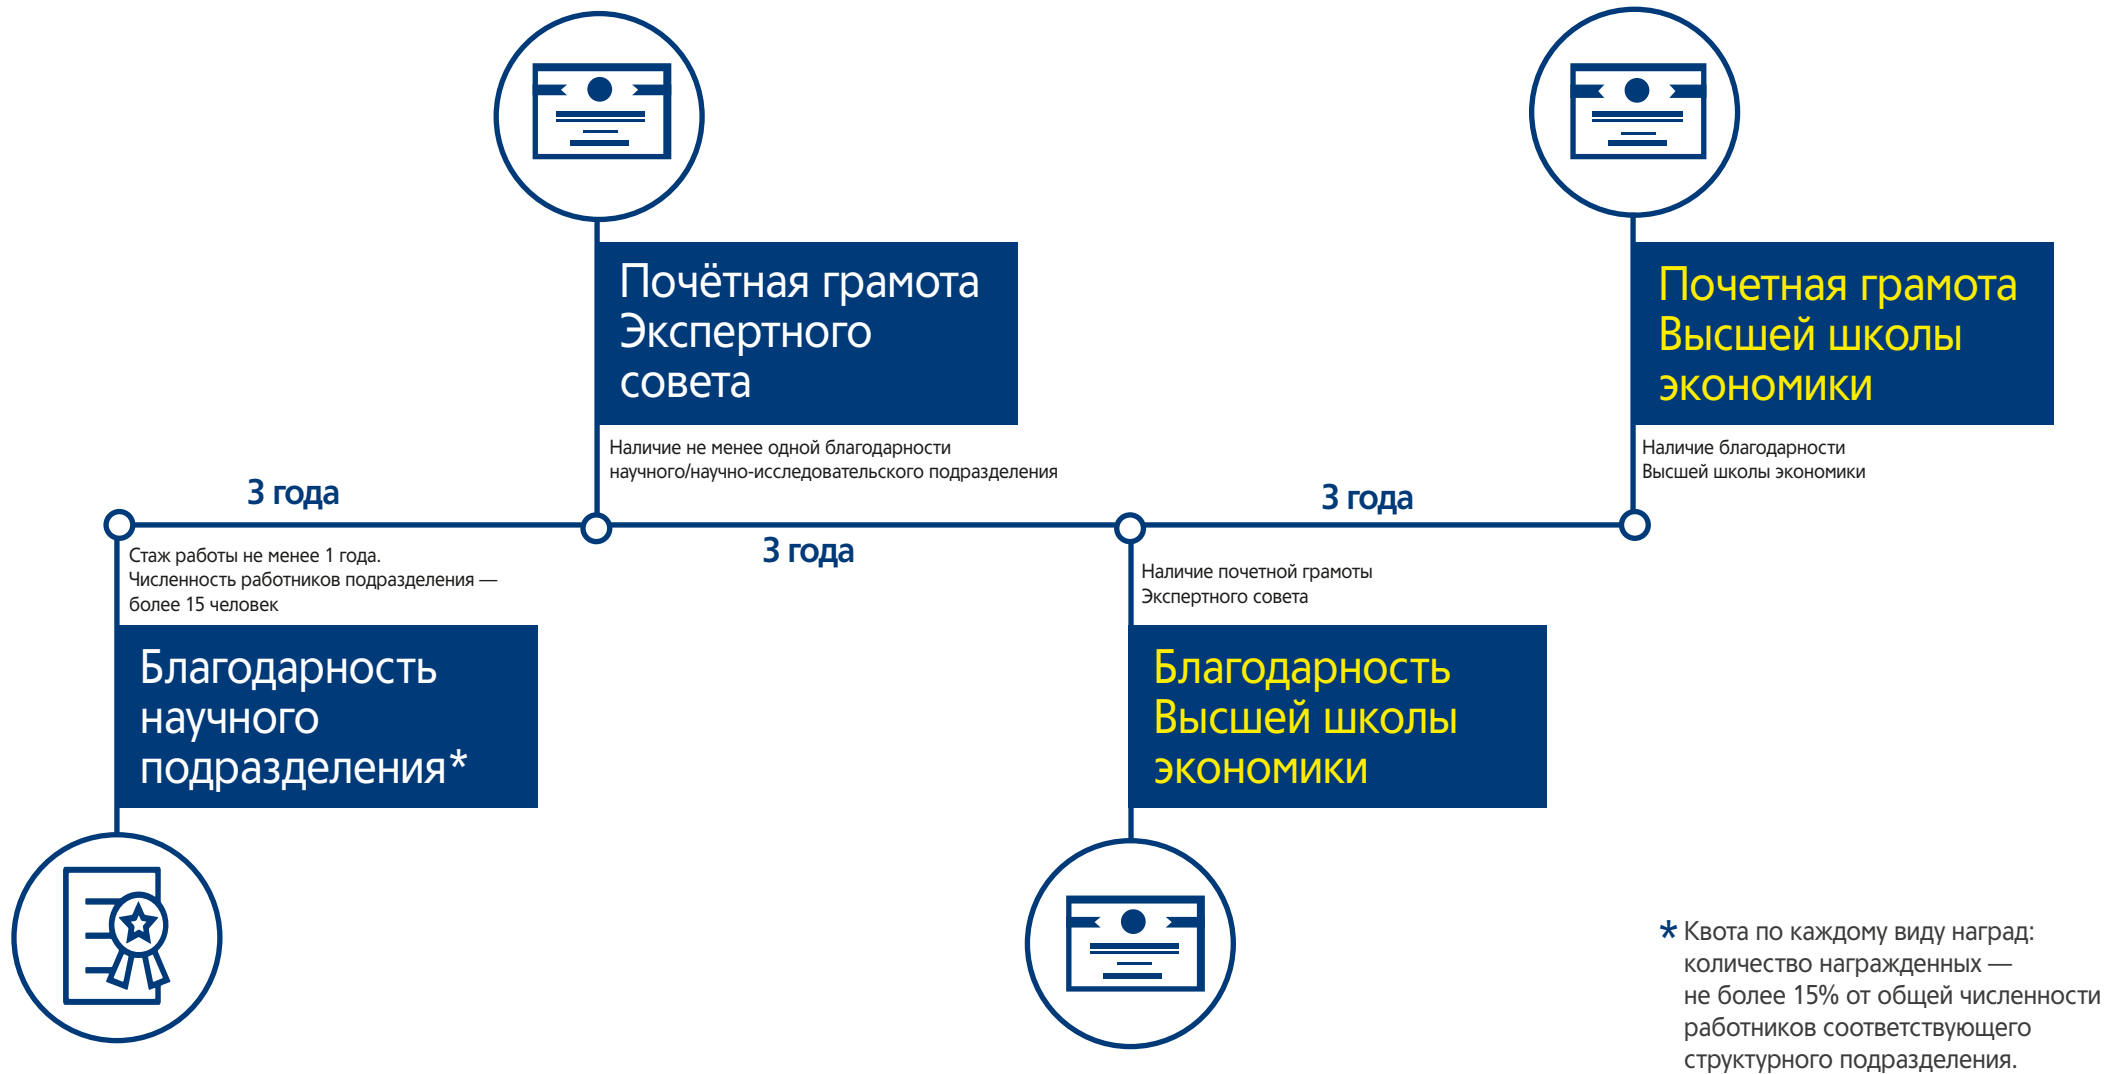 Почётная грамота
Экспертного
совета
Наличие не менее одной благодарности
научного/научно-исследовательского подразделения
Почетная грамота
Высшей школы
экономики
Наличие благодарности
Высшей школы экономики
3 года
3 года
3 года
Стаж работы не менее 1 года.
Численность работников подразделения —
более 15 человек
Благодарность
научного
подразделения*
Наличие почетной грамоты
Экспертного совета
Благодарность
Высшей школы
экономики
* Квота по каждому виду наград:
количество награжденных —
не более 15% от общей численности
работников соответствующего
структурного подразделения.